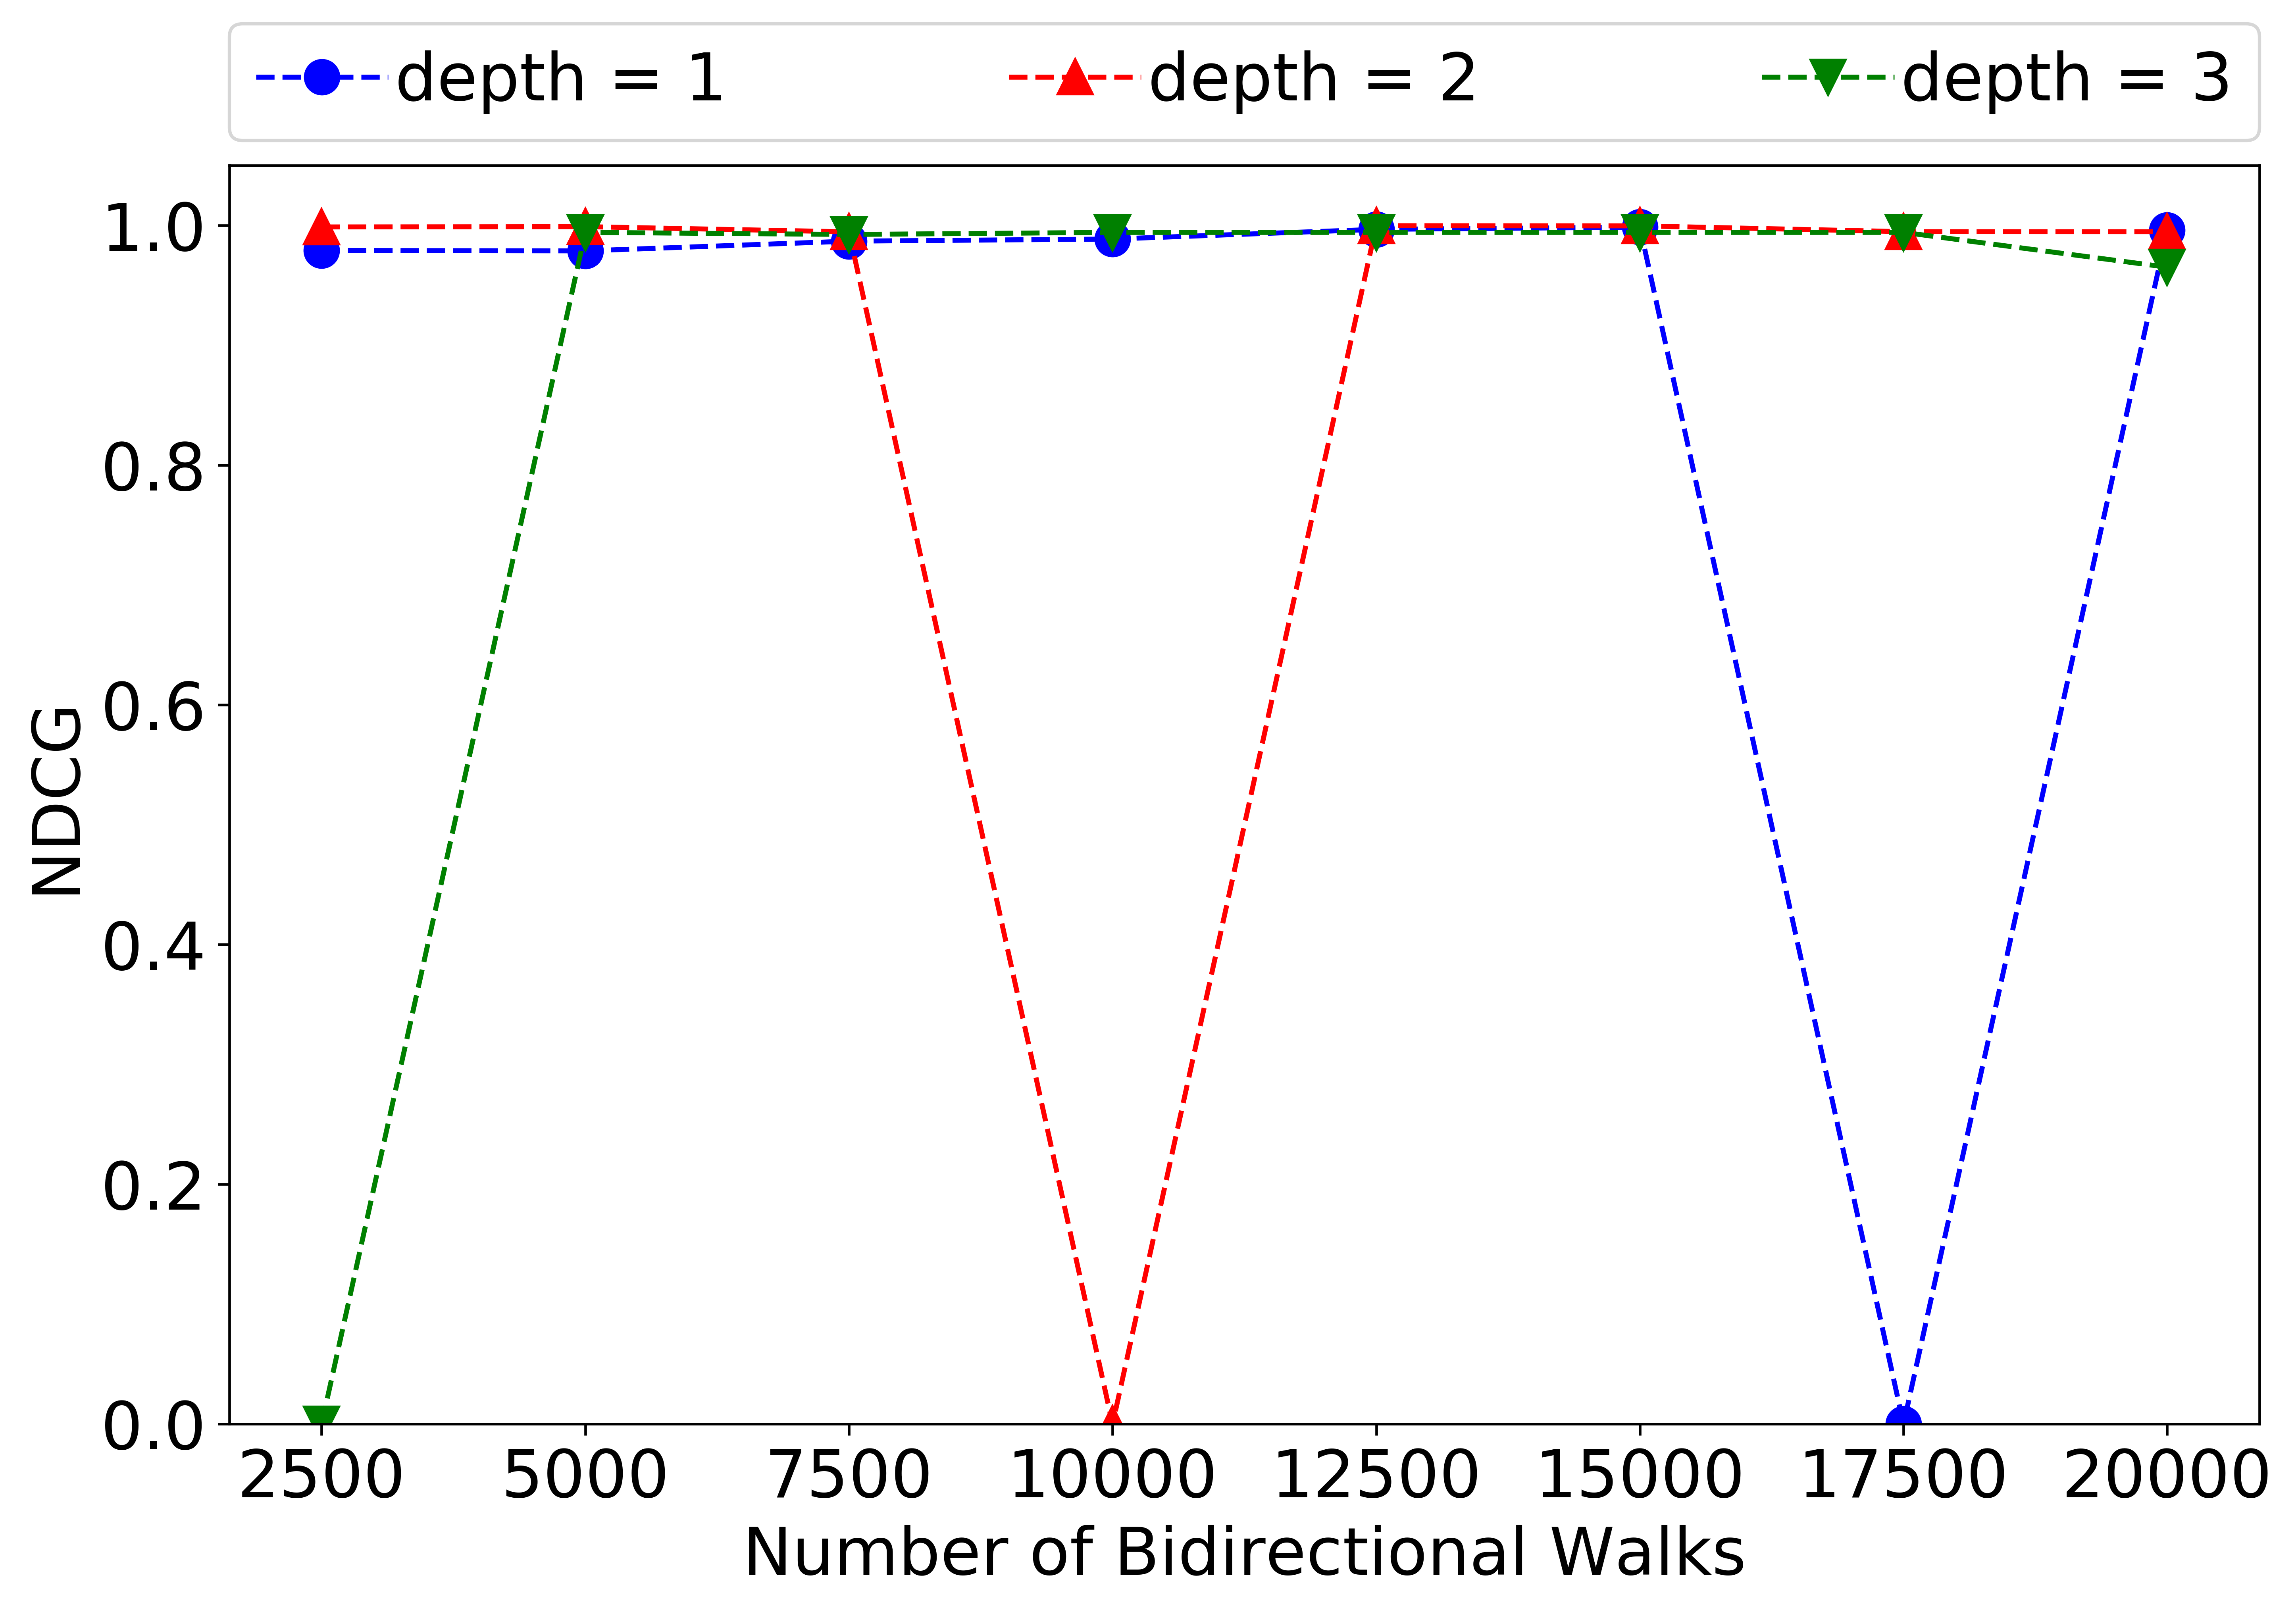 depth = 1 depth = 2 depth = 3
1.0
0.8
0.6
0.4
0.2
0.0
NDCG
2500 5000 7500 10000 12500 15000 17500 20000
Number of Bidirectional Walks